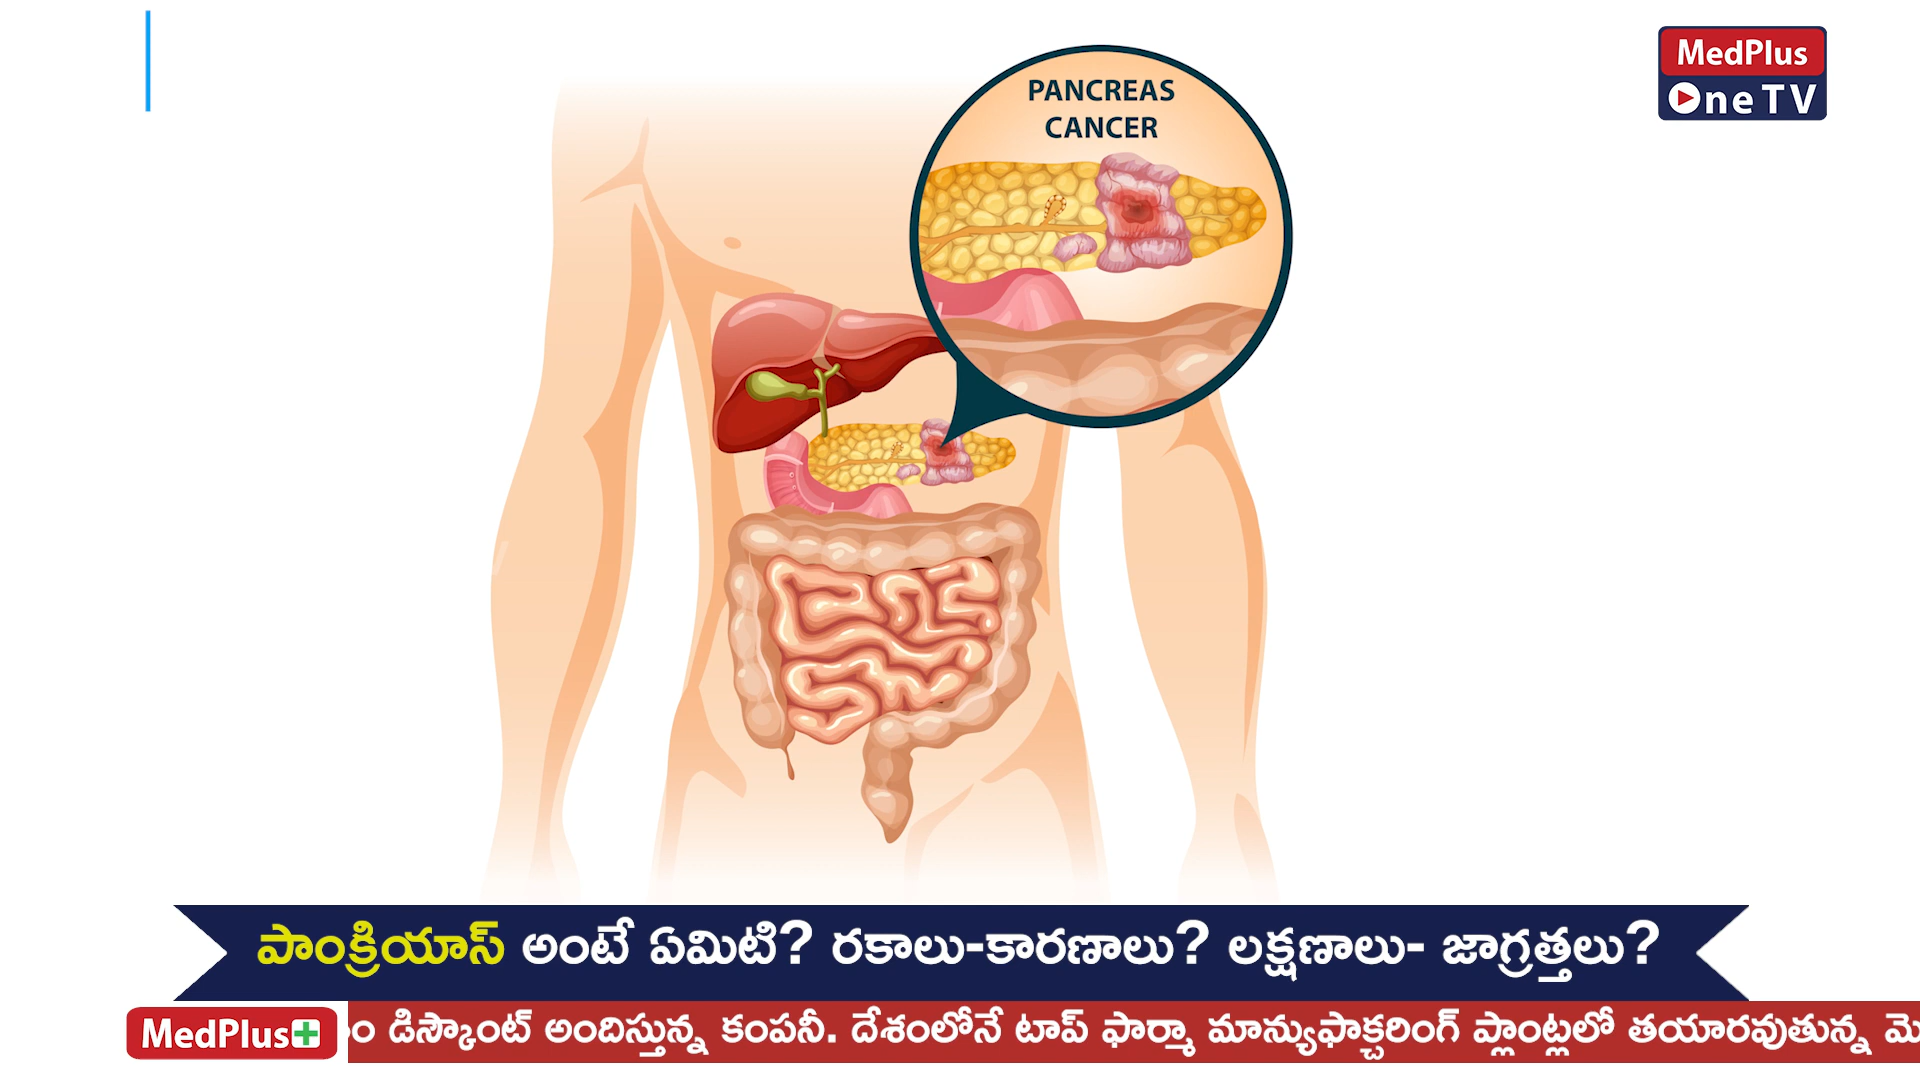 MedPlus
One TV
PANCREAS
CANCER
పాంక్రియాస్ అంటే ఏమిటి? రకాలు-కారణాలు? లక్షణాలు- జాగ్రత్తలు?
MedPlus
డిస్కౌంట్ అందిస్తున్న కంపనీ. దేశంలోనే టాప్ ఫార్మా మాన్యుఫాక్చరింగ్ ప్లాంట్లలో తయారవుతున్న